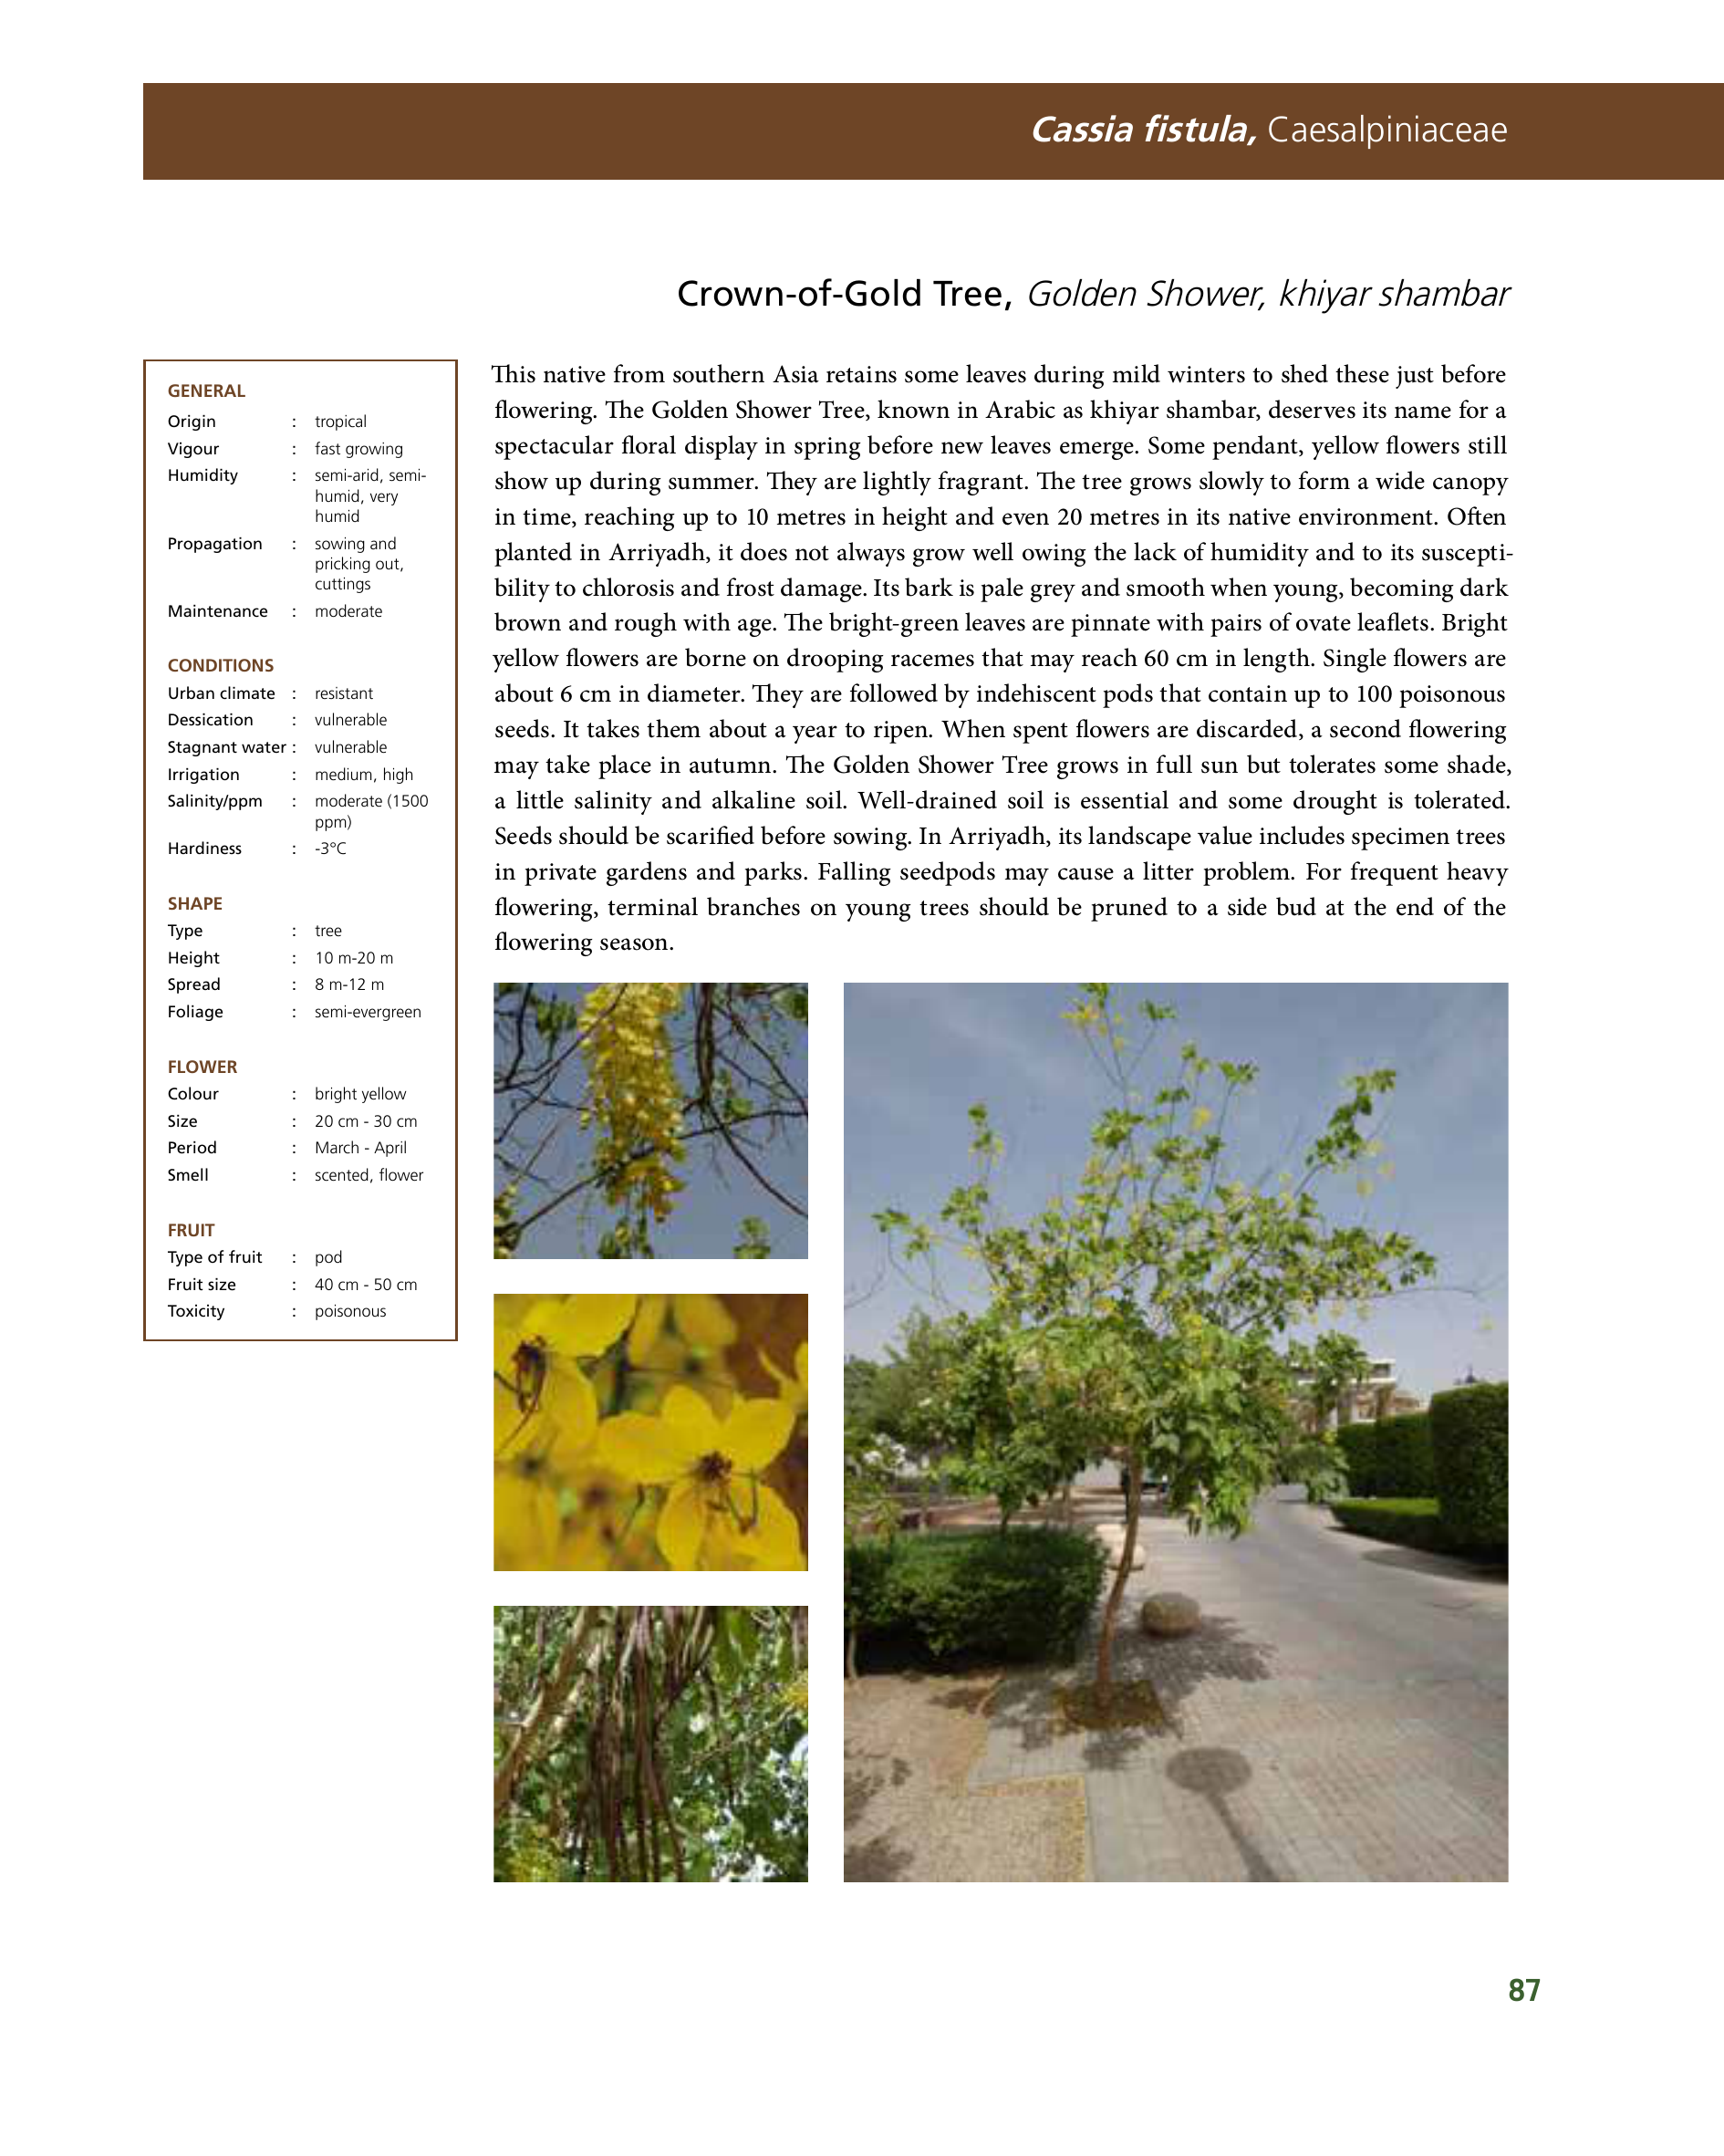 Cassia fistula, Caesalpiniaceae
Crown-of-Gold Tree, Golden Shower, khiyar shambar
GENERAL
Origin : tropical
Vigour : fast growing
Humidity : semi-arid, semi-
humid, very
humid
Propagation : sowing and
pricking out,
cuttings
Maintenance : moderate
CONDITIONS
Urban climate : resistant
Dessication : vulnerable
Stagnant water : vulnerable
Irrigation : medium, high
Salinity/ppm : moderate (1500
ppm)
Hardiness : -3°C
SHAPE
Type : tree
Height : 10 m-20 m
Spread : 8 m-12 m
Foliage : semi-evergreen
FLOWER
Colour : bright yellow
Size : 20 cm - 30 cm
Period : March - April
Smell : scented, flower
FRUIT
Type of fruit : pod
Fruit size : 40 cm - 50 cm
Toxicity : poisonous
This native from southern Asia retains some leaves during mild winters to shed these just before
flowering. The Golden Shower Tree, known in Arabic as khiyar shambar, deserves its name for a
spectacular floral display in spring before new leaves emerge. Some pendant, yellow flowers still
show up during summer. They are lightly fragrant. The tree grows slowly to form a wide canopy
in time, reaching up to 10 metres in height and even 20 metres in its native environment. Often
planted in Arriyadh, it does not always grow well owing the lack of humidity and to its suscepti-
bility to chlorosis and frost damage. Its bark is pale grey and smooth when young, becoming dark
brown and rough with age. The bright-green leaves are pinnate with pairs of ovate leaflets. Bright
yellow flowers are borne on drooping racemes that may reach 60 cm in length. Single flowers are
about 6 cm in diameter. They are followed by indehiscent pods that contain up to 100 poisonous
seeds. It takes them about a year to ripen. When spent flowers are discarded, a second flowering
may take place in autumn. The Golden Shower Tree grows in full sun but tolerates some shade,
a little salinity and alkaline soil. Well-drained soil is essential and some drought is tolerated.
Seeds should be scarified before sowing. In Arriyadh, its landscape value includes specimen trees
in private gardens and parks. Falling seedpods may cause a litter problem. For frequent heavy
flowering, terminal branches on young trees should be pruned to a side bud at the end of the
flowering season.
87